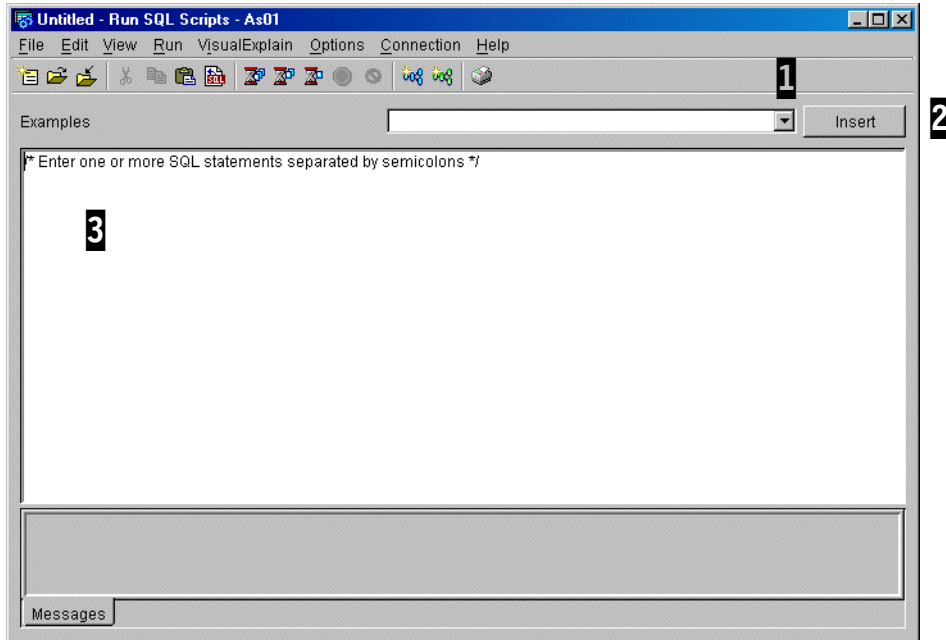 Untitled - Run SQL Scripts - As01
File Edit View Run VisualExplain Options Connection Help
SQL
1
Examples
Insert
2
/* Enter one or more SQL statements separated by semicolons */
3
Messages